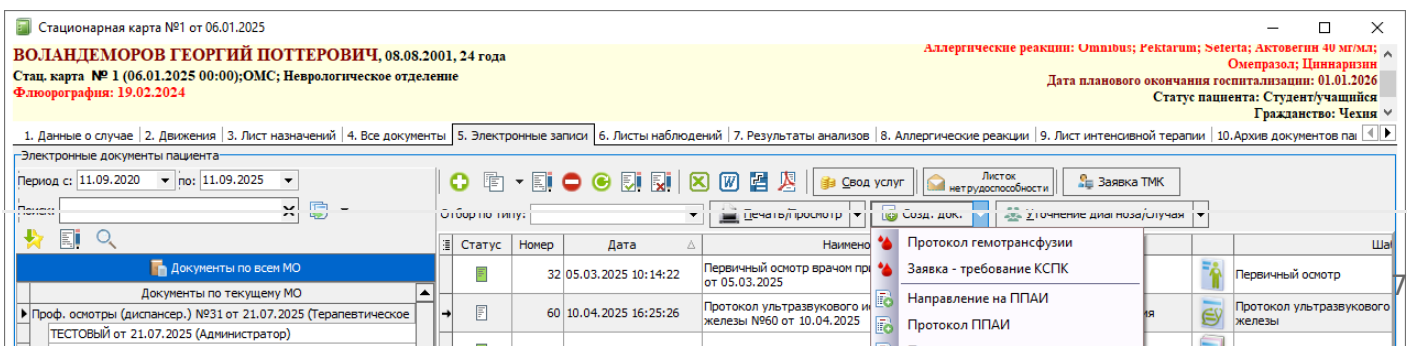 Стационарная карта №1 от 06.01.2025
ВОЛАНДЕМОРОВ ГЕОРГИЙ ПОТТЕРОВИЧ, 08.08.2001, 24 года
Стац. карта № 1 (06.01.2025 00:00);ОМС; Неврологическое отделение
Флюорография: 19.02.2024
Аллергические реакции: Omnibus; Pektarum; Seferta; Актовегин 40 мг/мл;
Омепразол; Циннаризин
Дата планового окончания госпитализации: 01.01.2026
Статус пациента: Студент/учащийся
Гражданство: Чехия
1. Данные о случае 2. Движения 3. Лист назначений 4. Все документы 5. Электронные записи 6. Листы наблюдений 7. Результаты анализов 8. Аллергические реакции 9. Лист интенсивной терапии 10.Архив документов па
Электронные документы пациента
Период с: 11.09.2020 по: 11.09.2025
Свод услуг Листок нетрудоспособности Заявка ТМК
Поиск: Отбор по типу: Печать/Просмотр Созд. док. Уточнение диагноза/случая
Статус Номер Дата Наимено Ша
Документы по всем МО
Документы по текущему МО
Проф. осмотры (диспансер.) №31 от 21.07.2025 (Терапевтическое
ТЕСТОВЫЙ от 21.07.2025 (Администратор)
32 05.03.2025 10:14:22 Первичный осмотр врачом пр
от 05.03.2025
Первичный осмотр
60 10.04.2025 16:25:26 Протокол ультразвукового и
железы №60 от 10.04.2025
ия
Протокол ультразвукового
железы
Протокол гемотрансфузии
Заявка - требование КСПК
Направление на ППАИ
Протокол ППАИ
7